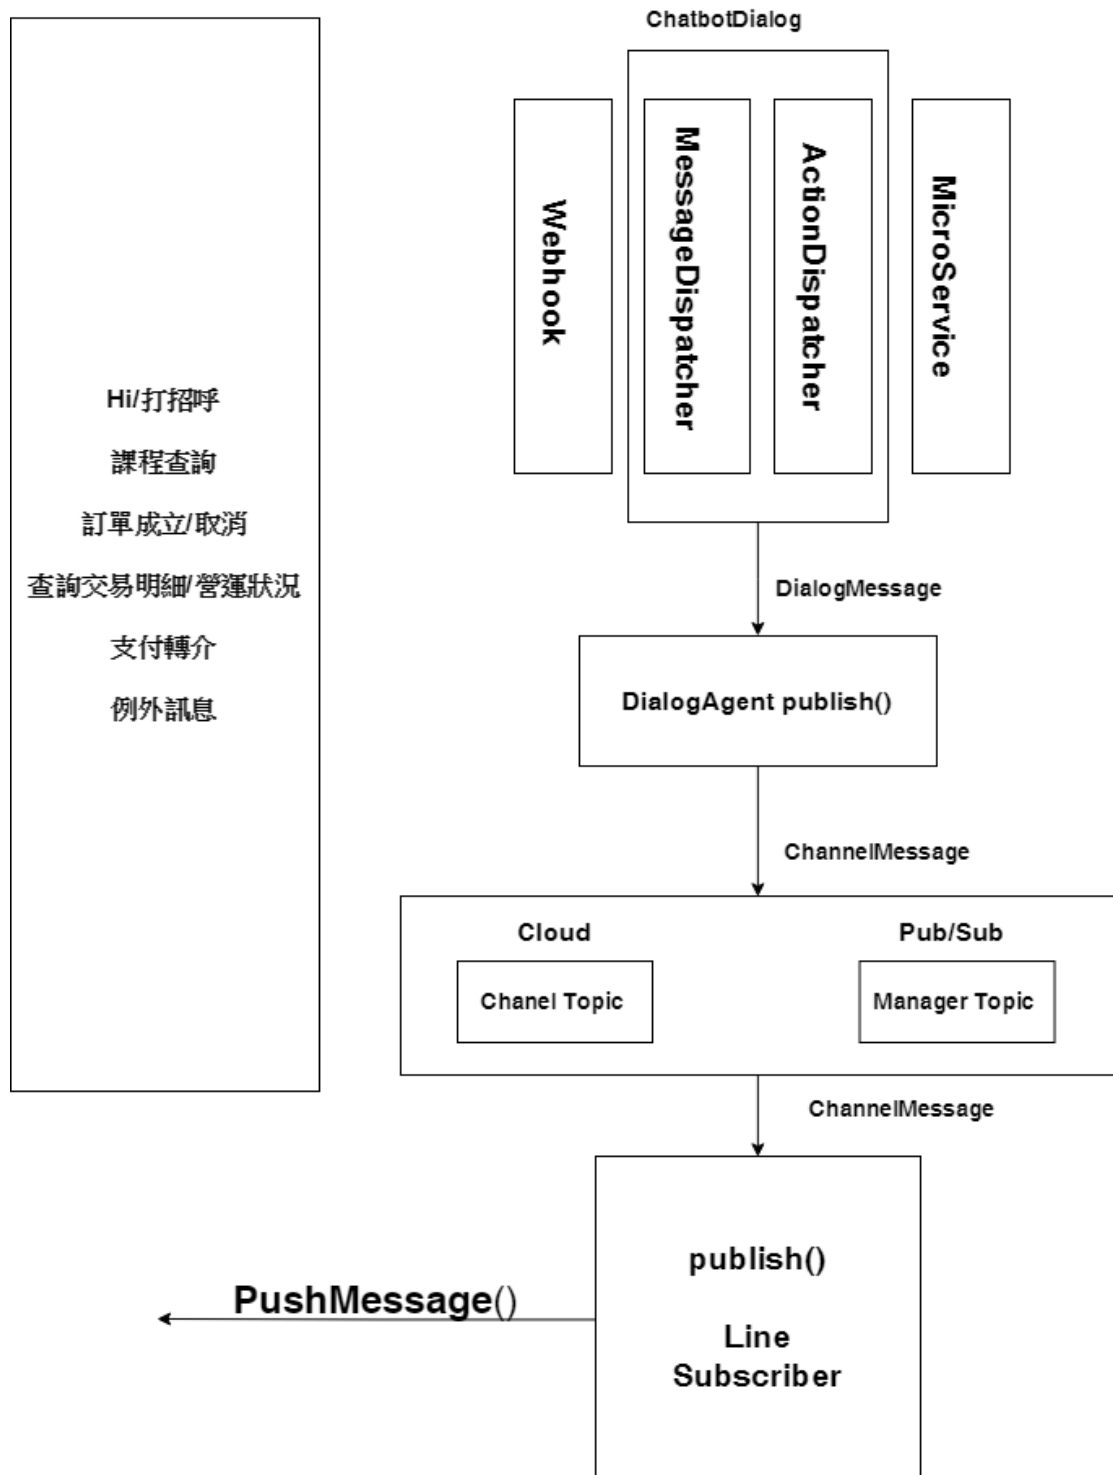 Hi/打招呼
課程查詢
訂單成立/取消
查詢交易明細/營運狀況
支付轉介
例外訊息
ChatbotDialog
Webhook
MessageDispatcher
ActionDispatcher
MicroService
DialogMessage
DialogAgent publish()
ChannelMessage
Cloud
Pub/Sub
Chanel Topic
Manager Topic
ChannelMessage
publish()
Line
Subscriber
PushMessage()